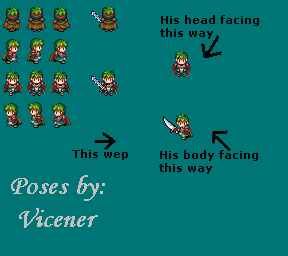 His head facing
this way
This wep
His body facing
this way
Poses by:
Vicener